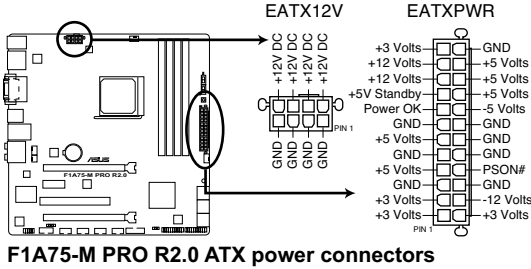 EATX12V
EATXPWR
+12V DC
+12V DC
+12V DC
+12V DC
GND
GND
GND
GND
PIN 1
+3 Volts
GND
+12 Volts
+5 Volts
+12 Volts
+5 Volts
+5V Standby
+5 Volts
Power OK
-5 Volts
GND
GND
+5 Volts
GND
GND
GND
+5 Volts
PSON#
GND
GND
+3 Volts
-12 Volts
+3 Volts
+3 Volts
PIN 1
ASUS
F1A75-M PRO R2.0
F1A75-M PRO R2.0 ATX power connectors